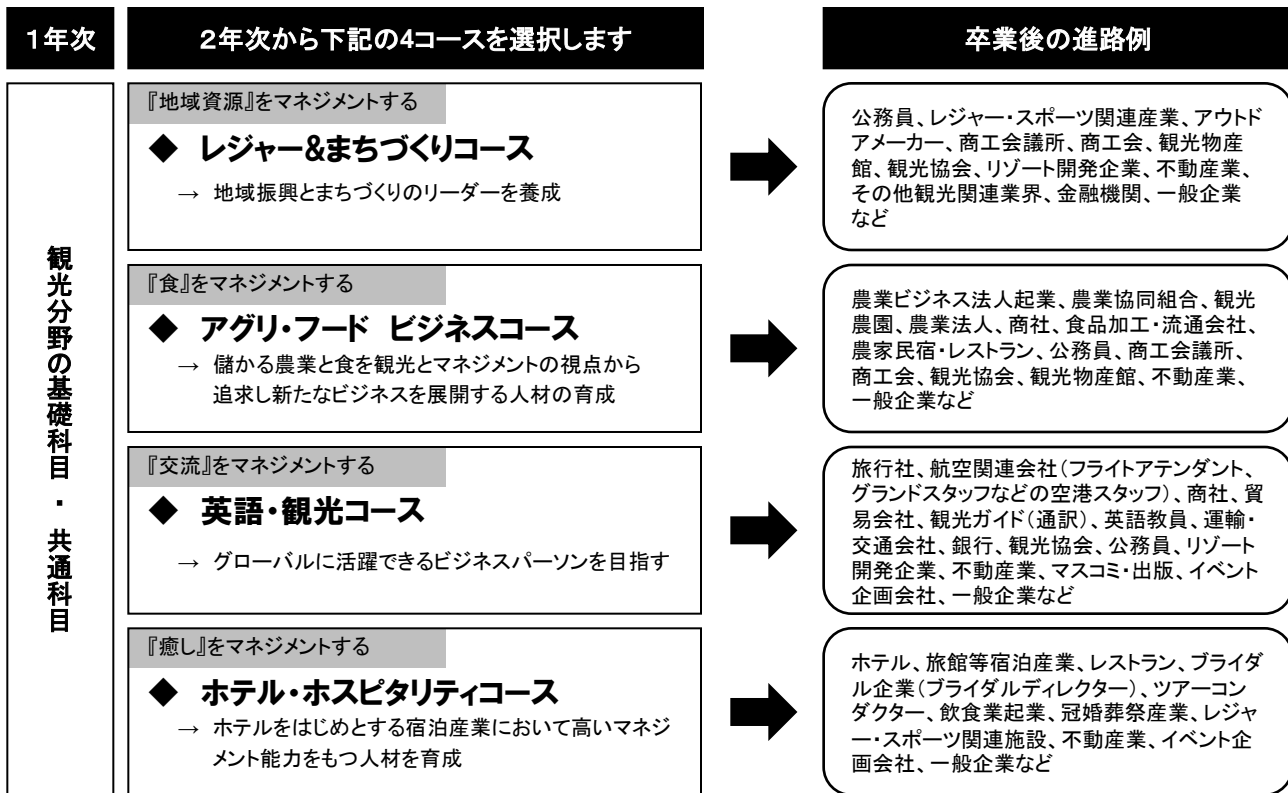 1年次
2年次から下記の4コースを選択します
卒業後の進路例
観光分野の基礎科目・共通科目
『地域資源』をマネジメントする
◆ レジャー&まちづくりコース
→ 地域振興とまちづくりのリーダーを養成
公務員、レジャー・スポーツ関連産業、アウトド
アメーカー、商工会議所、商工会、観光物産
館、観光協会、リゾート開発企業、不動産業、
その他観光関連業界、金融機関、一般企業
など
『食』をマネジメントする
◆ アグリ・フード ビジネスコース
→ 儲かる農業と食を観光とマネジメントの視点から
追求し新たなビジネスを展開する人材の育成
農業ビジネス法人起業、農業協同組合、観光
農園、農業法人、商社、食品加工・流通会社、
農家民宿・レストラン、公務員、商工会議所、
商工会、観光協会、観光物産館、不動産業、
一般企業など
『交流』をマネジメントする
◆ 英語・観光コース
→ グローバルに活躍できるビジネスパーソンを目指す
旅行社、航空関連会社(フライトアテンダント、
グランドスタッフなどの空港スタッフ)、商社、貿
易会社、観光ガイド(通訳)、英語教員、運輸・
交通会社、銀行、観光協会、公務員、リゾート
開発企業、不動産業、マスコミ・出版、イベント
企画会社、一般企業など
『癒し』をマネジメントする
◆ ホテル・ホスピタリティコース
→ ホテルをはじめとする宿泊産業において高いマネジ
メント能力をもつ人材を育成
ホテル、旅館等宿泊産業、レストラン、ブライダ
ル企業(ブライダルディレクター)、ツアーコン
ダクター、飲食業起業、冠婚葬祭産業、レジャ
ー・スポーツ関連施設、不動産業、イベント企
画会社、一般企業など